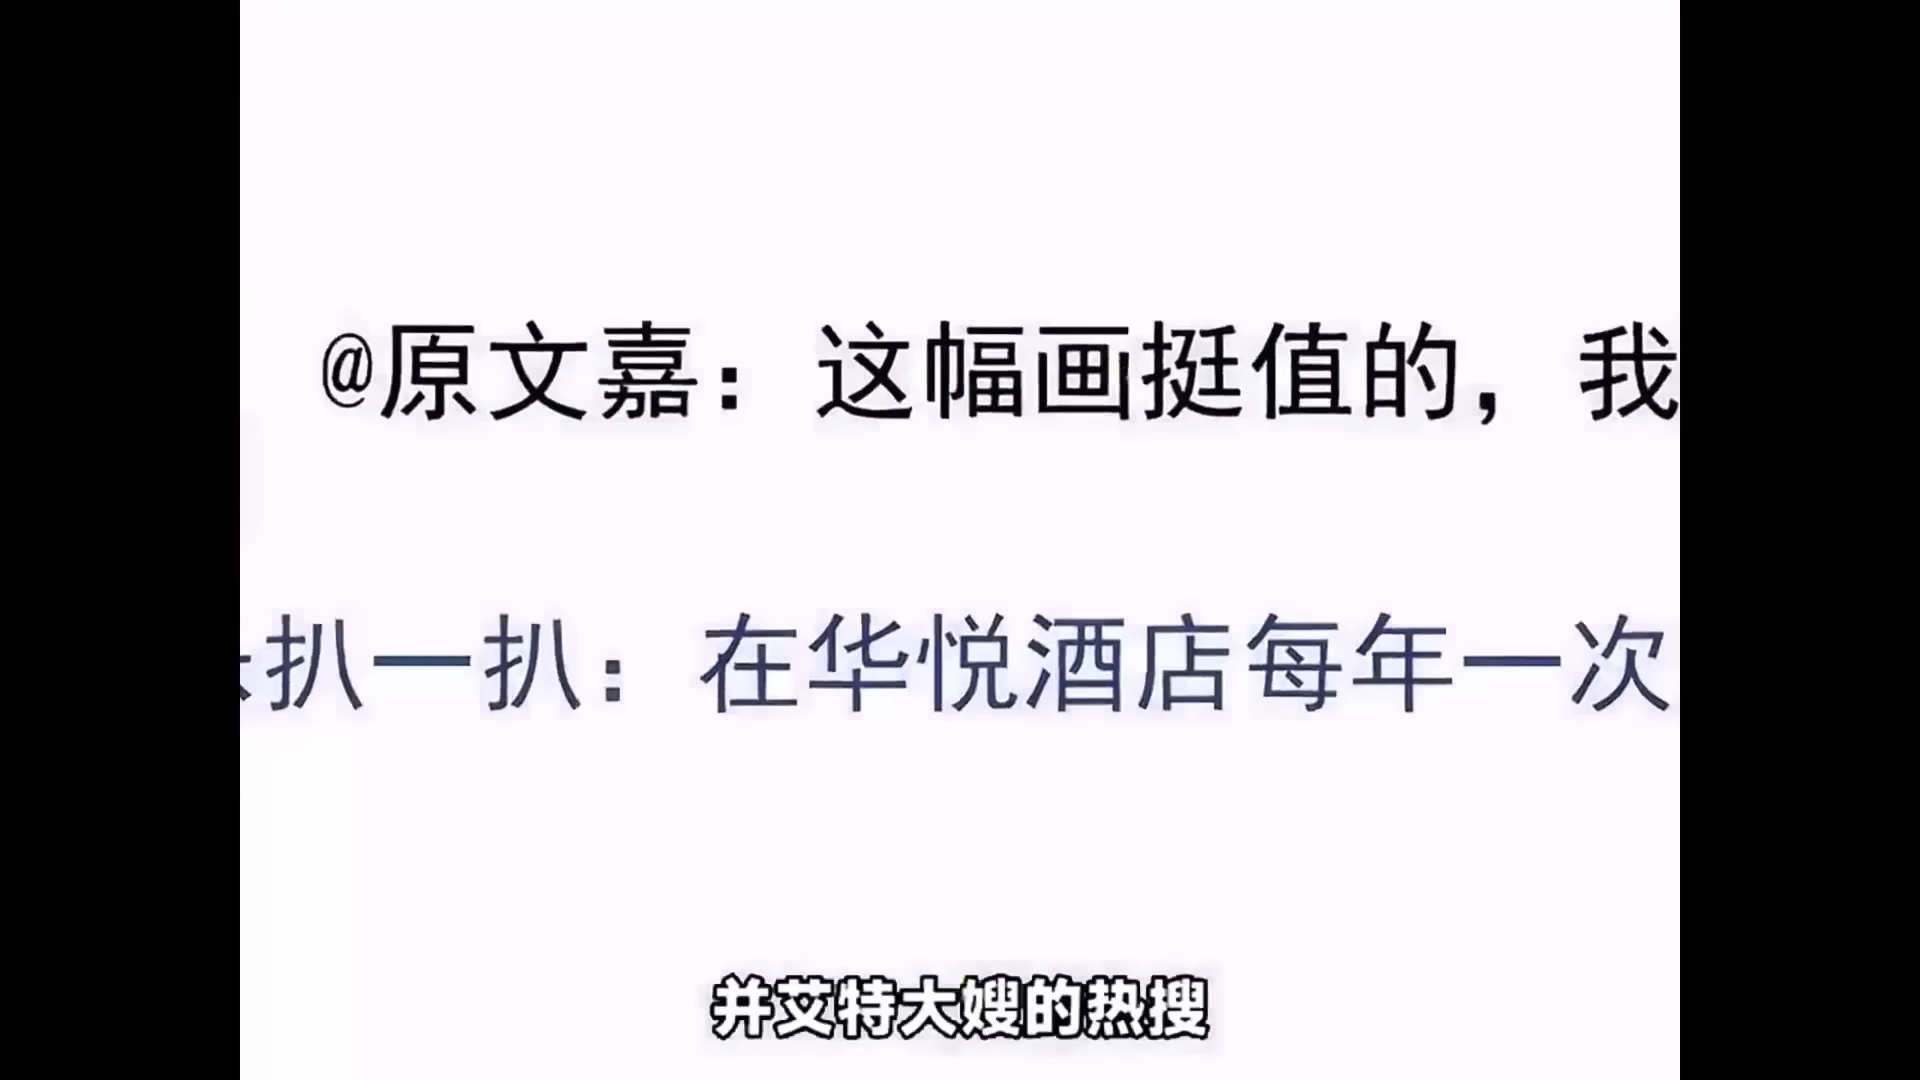 @原文嘉：这幅画挺值的，我
扒一扒：在华悦酒店每年一次
并艾特大嫂的热搜